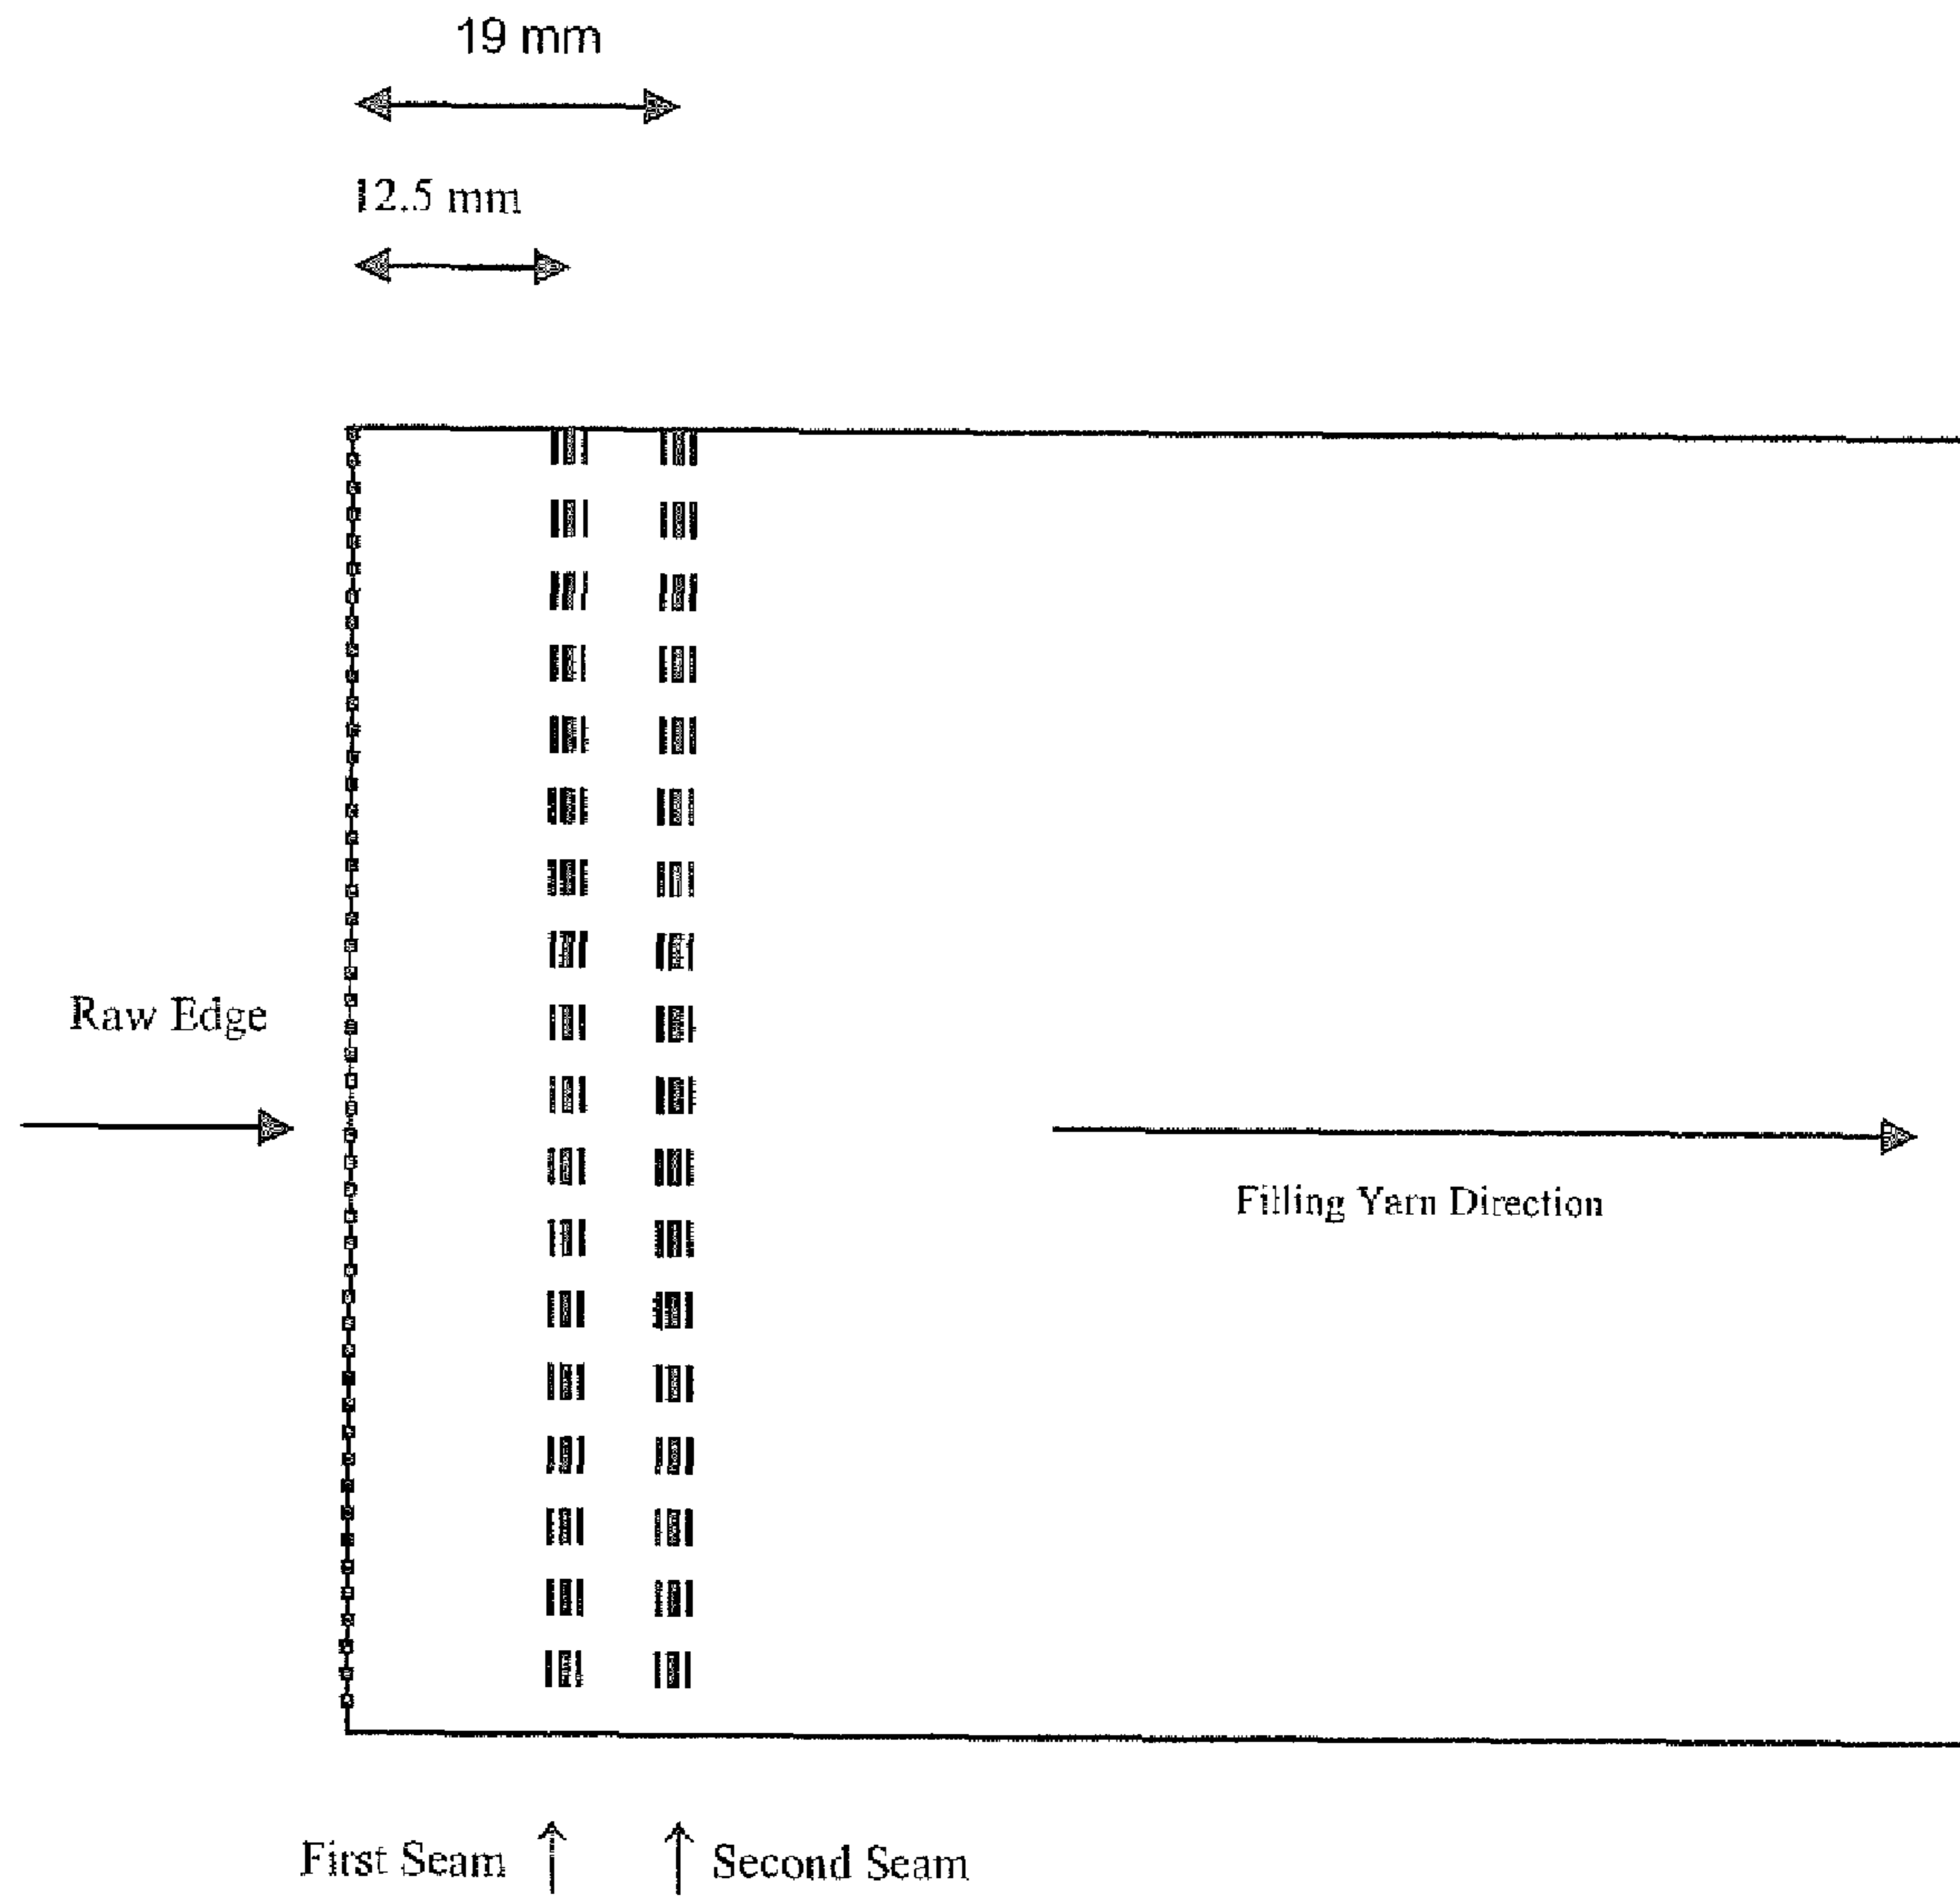 19 mm
12.5 mm
Raw Edge
Filling Yarn Direction
First Seam
Second Seam